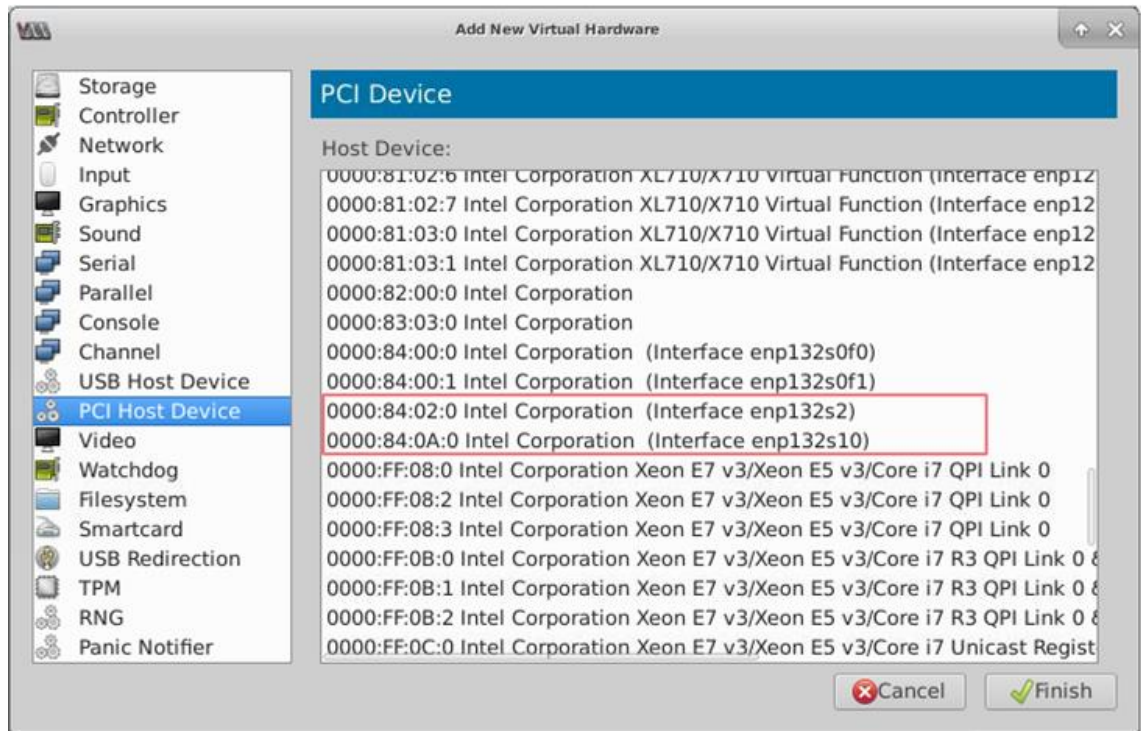 Add New Virtual Hardware
Storage
Controller
Network
Input
Graphics
Sound
Serial
Parallel
Console
Channel
USB Host Device
PCI Host Device
Video
Watchdog
Filesystem
Smartcard
USB Redirection
TPM
RNG
Panic Notifier
PCI Device
Host Device:
0000:81:02:6 Intel Corporation XL710/X710 Virtual Function (Interface enp12
0000:81:02:7 Intel Corporation XL710/X710 Virtual Function (Interface enp12
0000:81:03:0 Intel Corporation XL710/X710 Virtual Function (Interface enp12
0000:81:03:1 Intel Corporation XL710/X710 Virtual Function (Interface enp12
0000:82:00:0 Intel Corporation
0000:83:03:0 Intel Corporation
0000:84:00:0 Intel Corporation (Interface enp132s0f0)
0000:84:00:1 Intel Corporation (Interface enp132s0f1)
0000:84:02:0 Intel Corporation (Interface enp132s2)
0000:84:0A:0 Intel Corporation (Interface enp132s10)
0000:FF:08:0 Intel Corporation Xeon E7 v3/Xeon E5 v3/Core i7 QPI Link 0
0000:FF:08:2 Intel Corporation Xeon E7 v3/Xeon E5 v3/Core i7 QPI Link 0
0000:FF:08:3 Intel Corporation Xeon E7 v3/Xeon E5 v3/Core i7 QPI Link 0
0000:FF:0B:0 Intel Corporation Xeon E7 v3/Xeon E5 v3/Core i7 R3 QPI Link 0 &
0000:FF:0B:1 Intel Corporation Xeon E7 v3/Xeon E5 v3/Core i7 R3 QPI Link 0 &
0000:FF:0B:2 Intel Corporation Xeon E7 v3/Xeon E5 v3/Core i7 R3 QPI Link 0 &
0000:FF:0C:0 Intel Corporation Xeon E7 v3/Xeon E5 v3/Core i7 Unicast Regist
Cancel
Finish